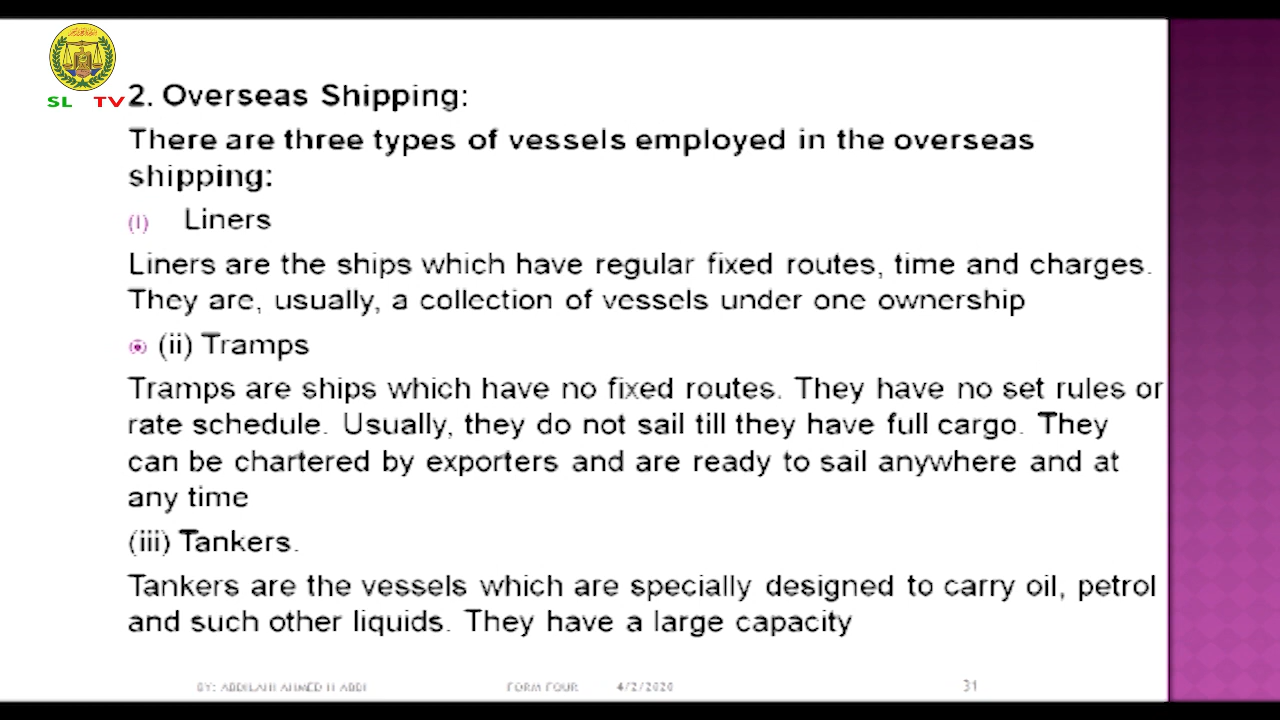 SL TV
2. Overseas Shipping:
There are three types of vessels employed in the overseas
shipping:
(I) Liners
Liners are the ships which have regular fixed routes, time and charges.
They are, usually, a collection of vessels under one ownership
(ii) Tramps
Tramps are ships which have no fixed routes. They have no set rules or
rate schedule. Usually, they do not sail till they have full cargo. They
can be chartered by exporters and are ready to sail anywhere and at
any time
(iii) Tankers.
Tankers are the vessels which are specially designed to carry oil, petrol
and such other liquids. They have a large capacity
BY: ABDILAHI AHMED H ABDI FORM FOUR 4/2/2020 31